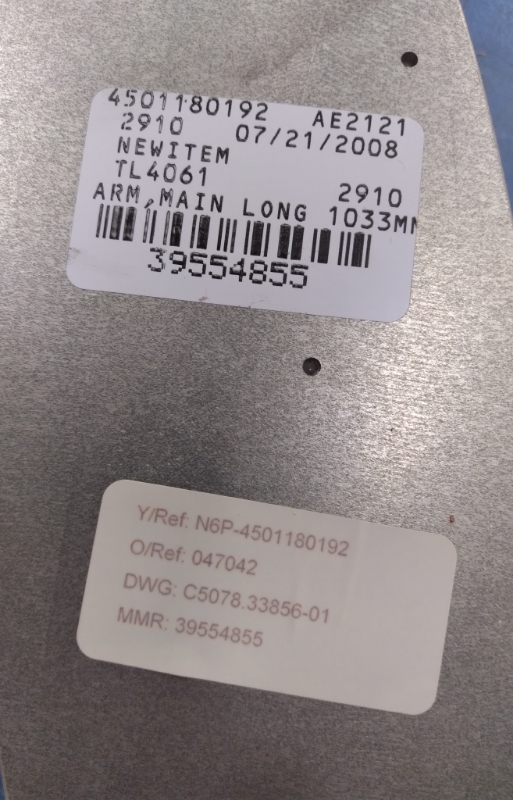 4501180192 AE2121
2910 07/21/2008
NEWITEM
TL4061 2910
ARM,MAIN LONG 1033MM
39554855
Y/Ref: N6P-4501180192
O/Ref: 047042
DWG: C5078.33856-01
MMR: 39554855